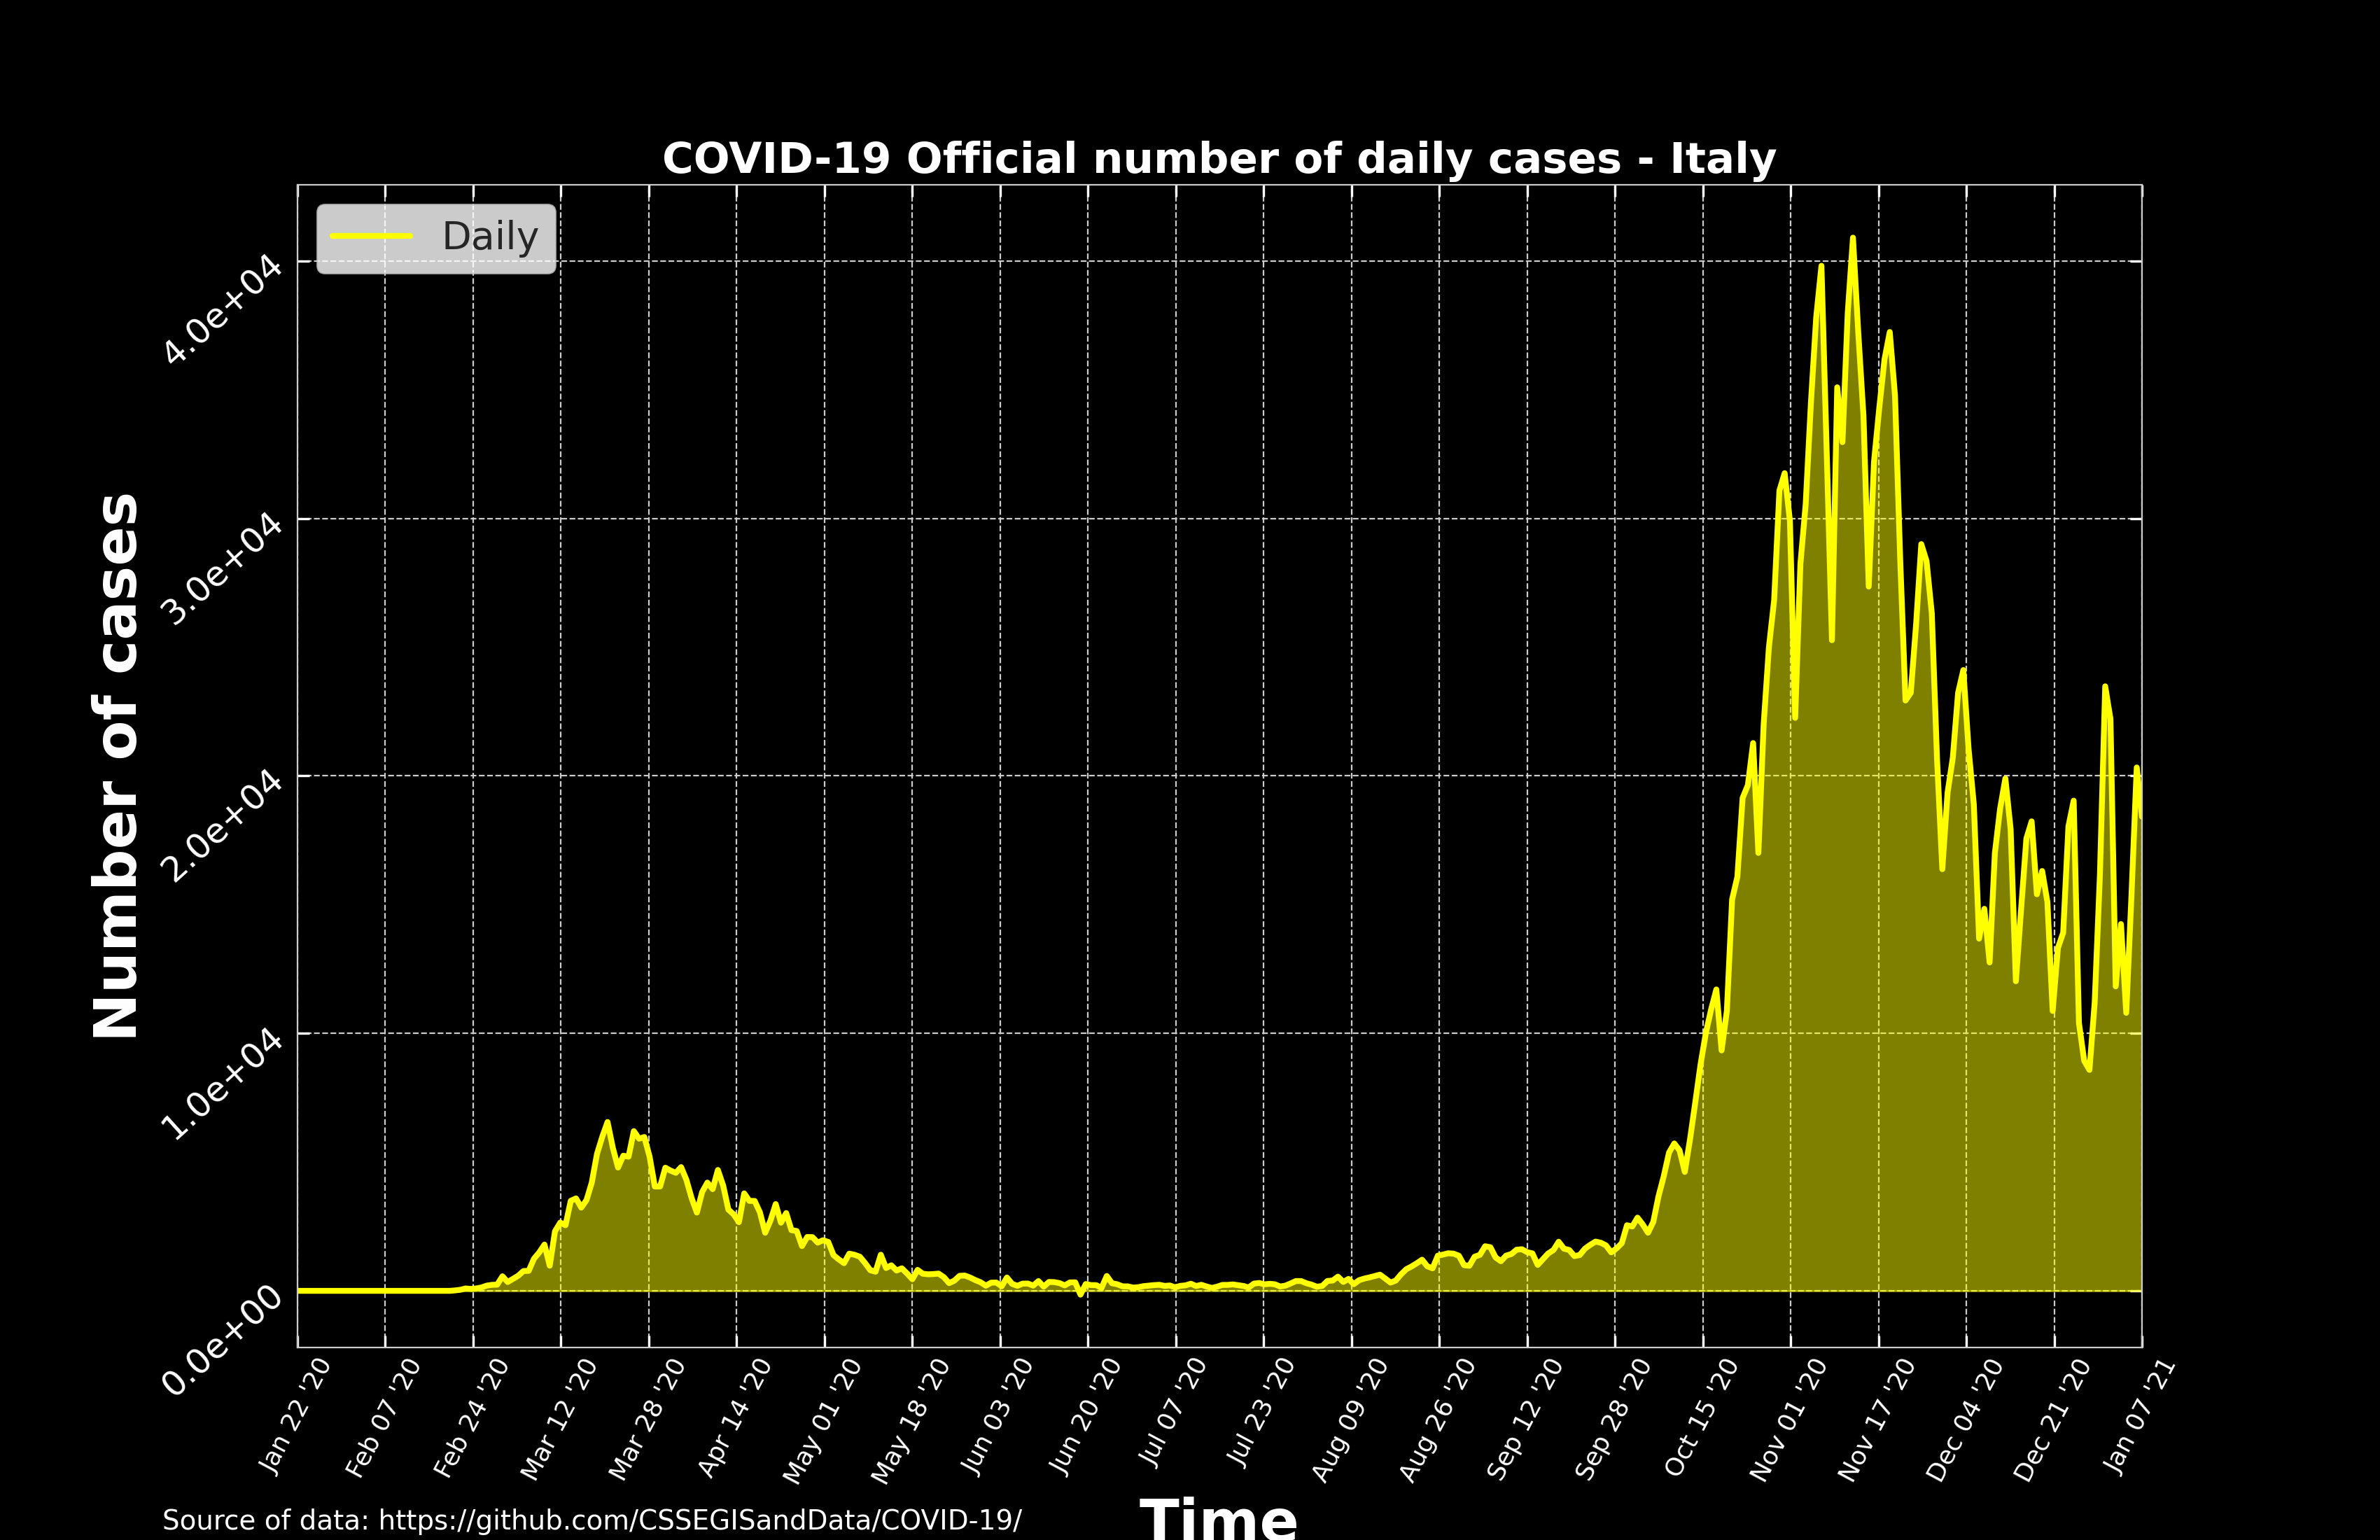 COVID-19 Official number of daily cases - Italy
Daily
Number of cases
4.0e+04
3.0e+04
2.0e+04
1.0e+04
0.0e+00
Jan 22 '20
Feb 07 '20
Feb 24 '20
Mar 12 '20
Mar 28 '20
Apr 14 '20
May 01 '20
May 18 '20
Jun 03 '20
Jun 20 '20
Jul 07 '20
Jul 23 '20
Aug 09 '20
Aug 26 '20
Sep 12 '20
Sep 28 '20
Oct 15 '20
Nov 01 '20
Nov 17 '20
Dec 04 '20
Dec 21 '20
Jan 07 '21
Time
Source of data: https://github.com/CSSEGISandData/COVID-19/